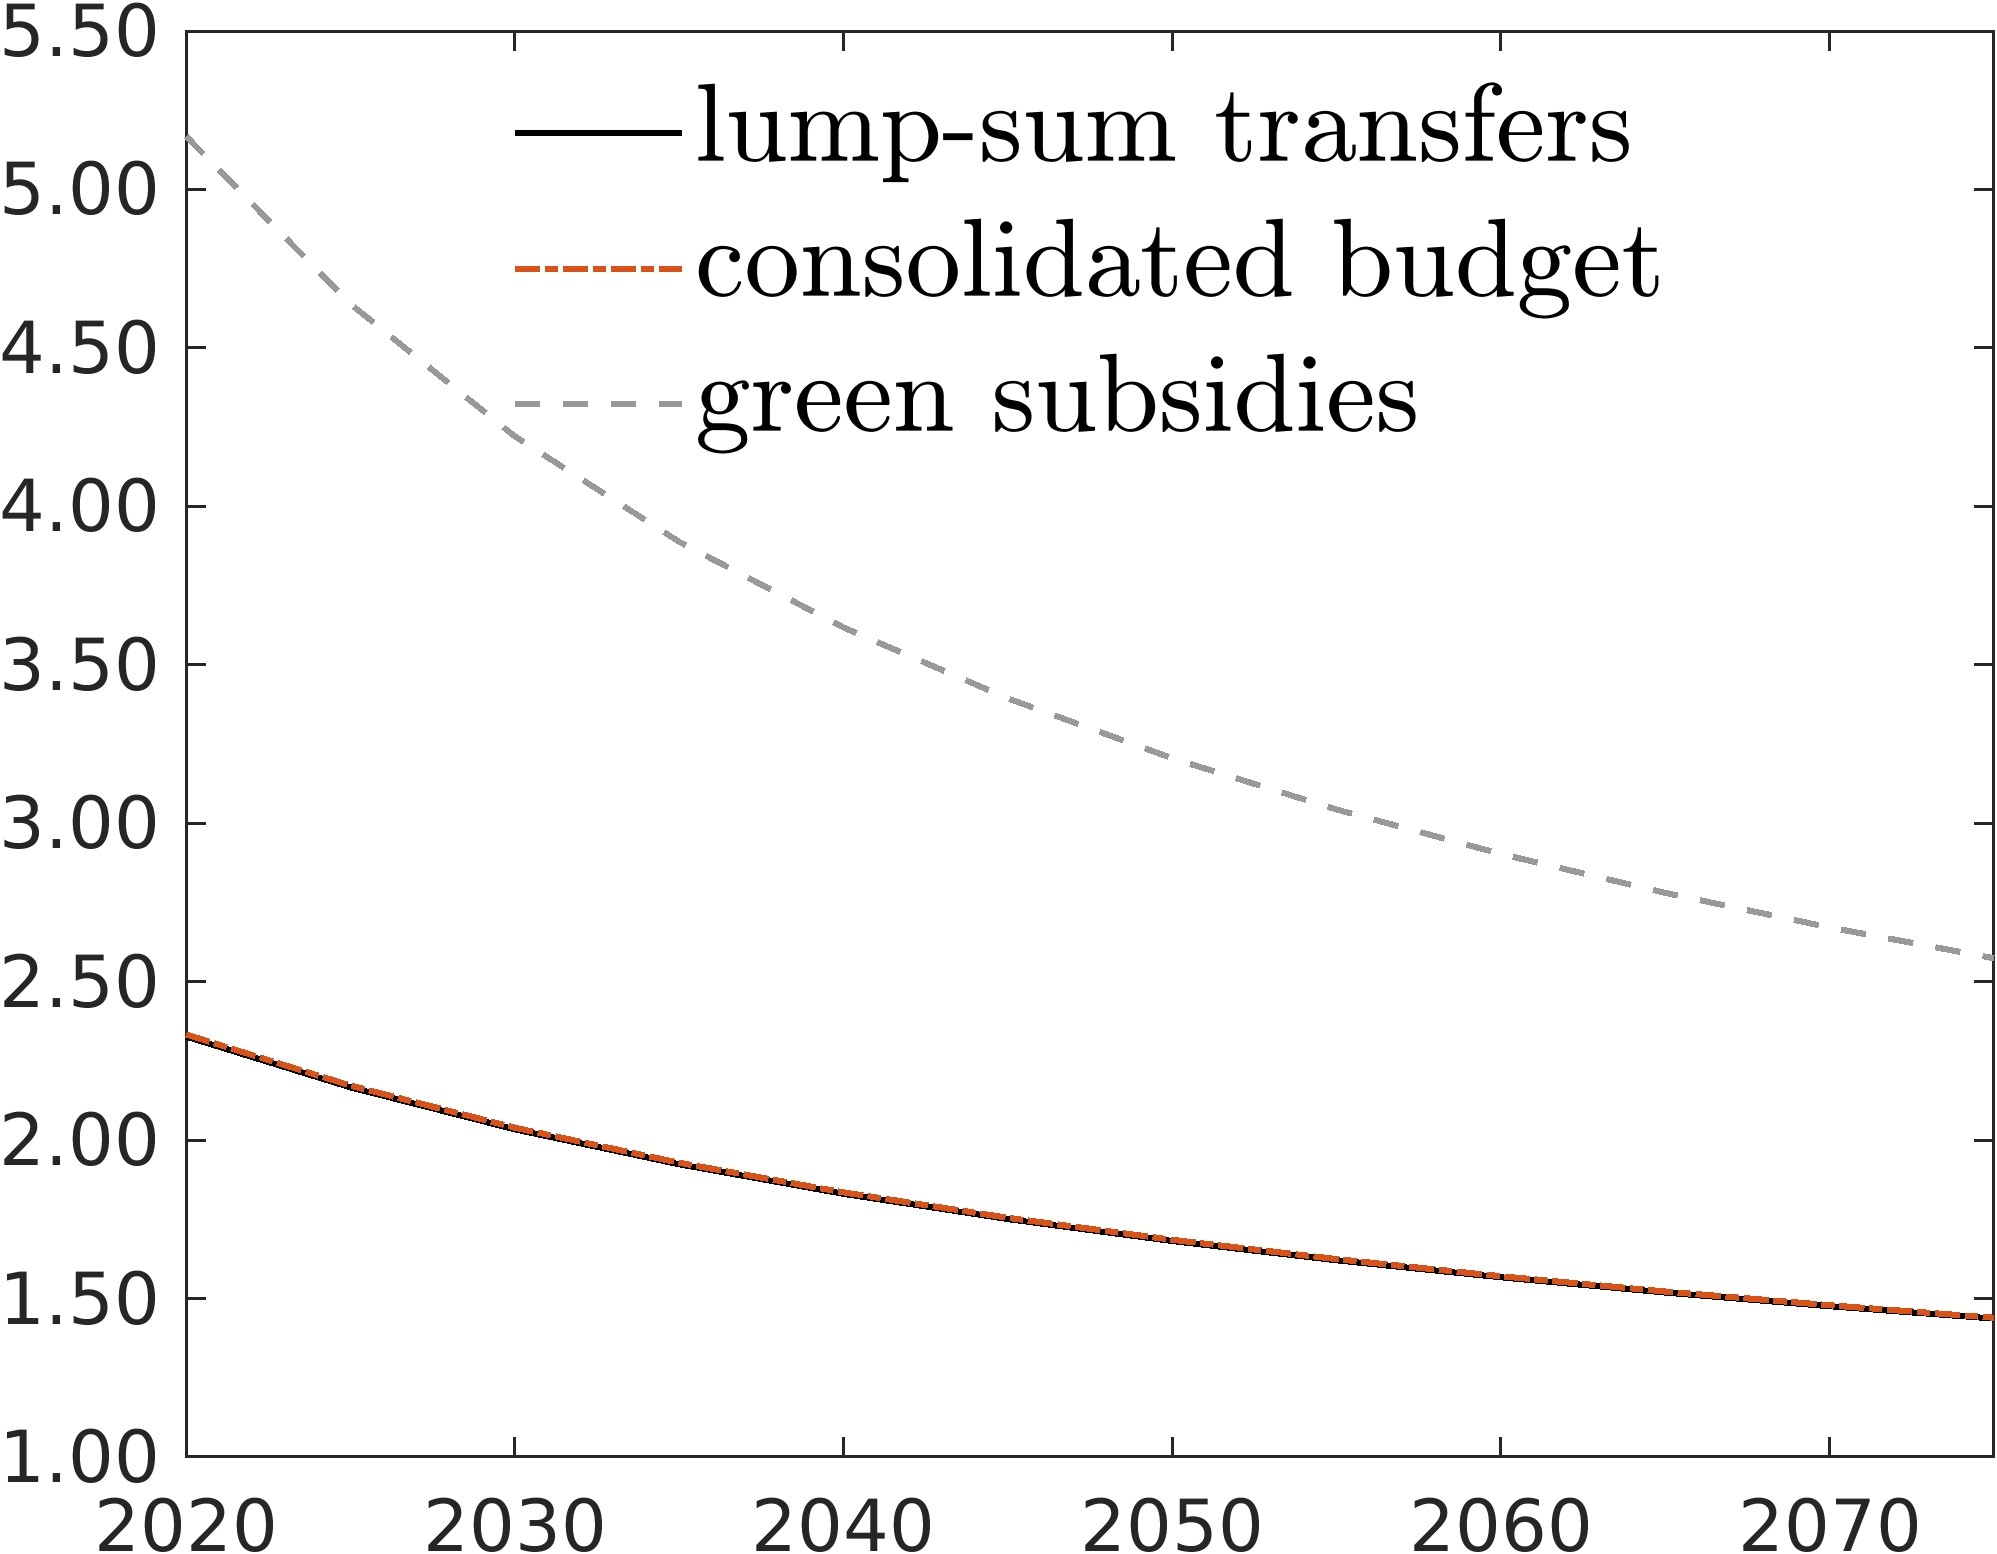 5.50
5.00
4.50
4.00
3.50
3.00
2.50
2.00
1.50
1.00
lump-sum transfers
consolidated budget
green subsidies
2020 2030 2040 2050 2060 2070